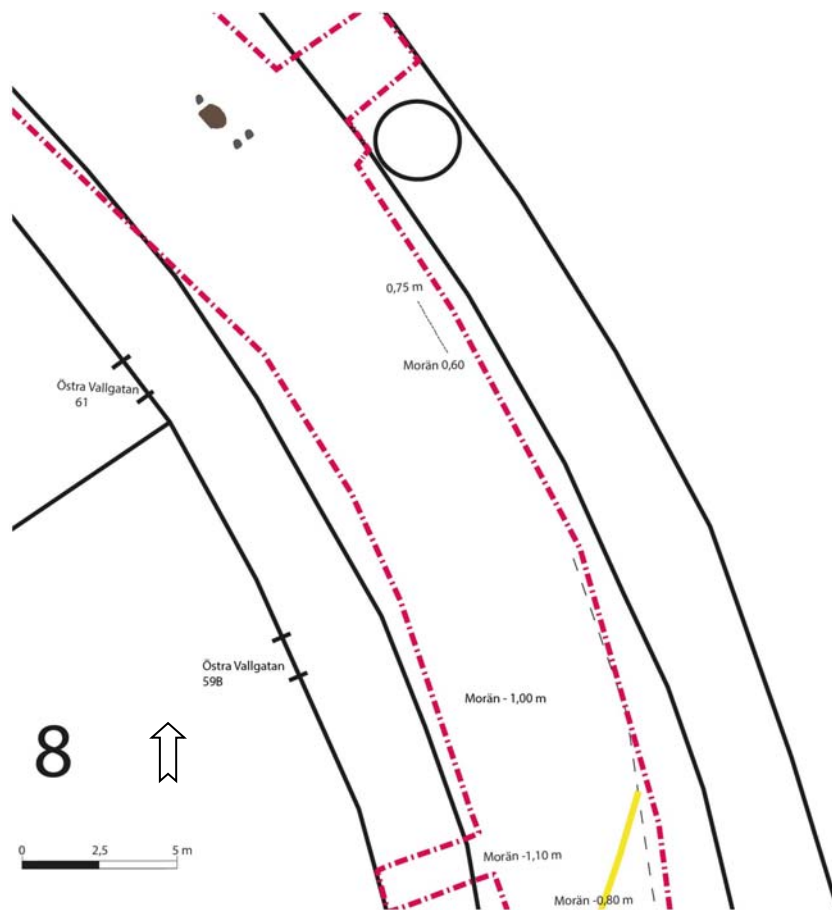 0,75 m
Morän 0,60
Östra Vallgatan
61
Östra Vallgatan
59B
Morän - 1,00 m
8
0 2,5 5 m
Morän -1,10 m
Morän -0,80 m